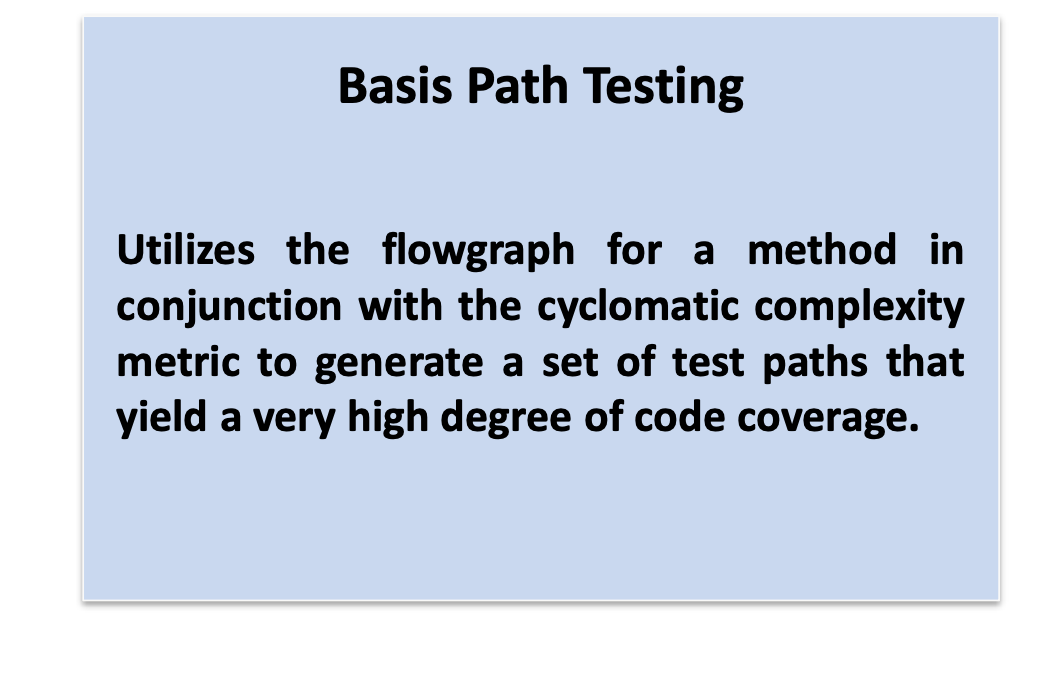 Basis Path Testing
Utilizes the flowgraph for a method in
conjunction with the cyclomatic complexity
metric to generate a set of test paths that
yield a very high degree of code coverage.